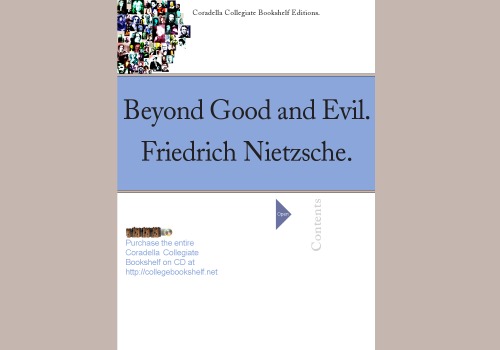 Coradella Collegiate Bookshelf Editions.
Beyond Good and Evil.
Friedrich Nietzsche.
Open
Contents
Purchase the entire
Coradella Collegiate
Bookshelf on CD at
http://collegebookshelf.net